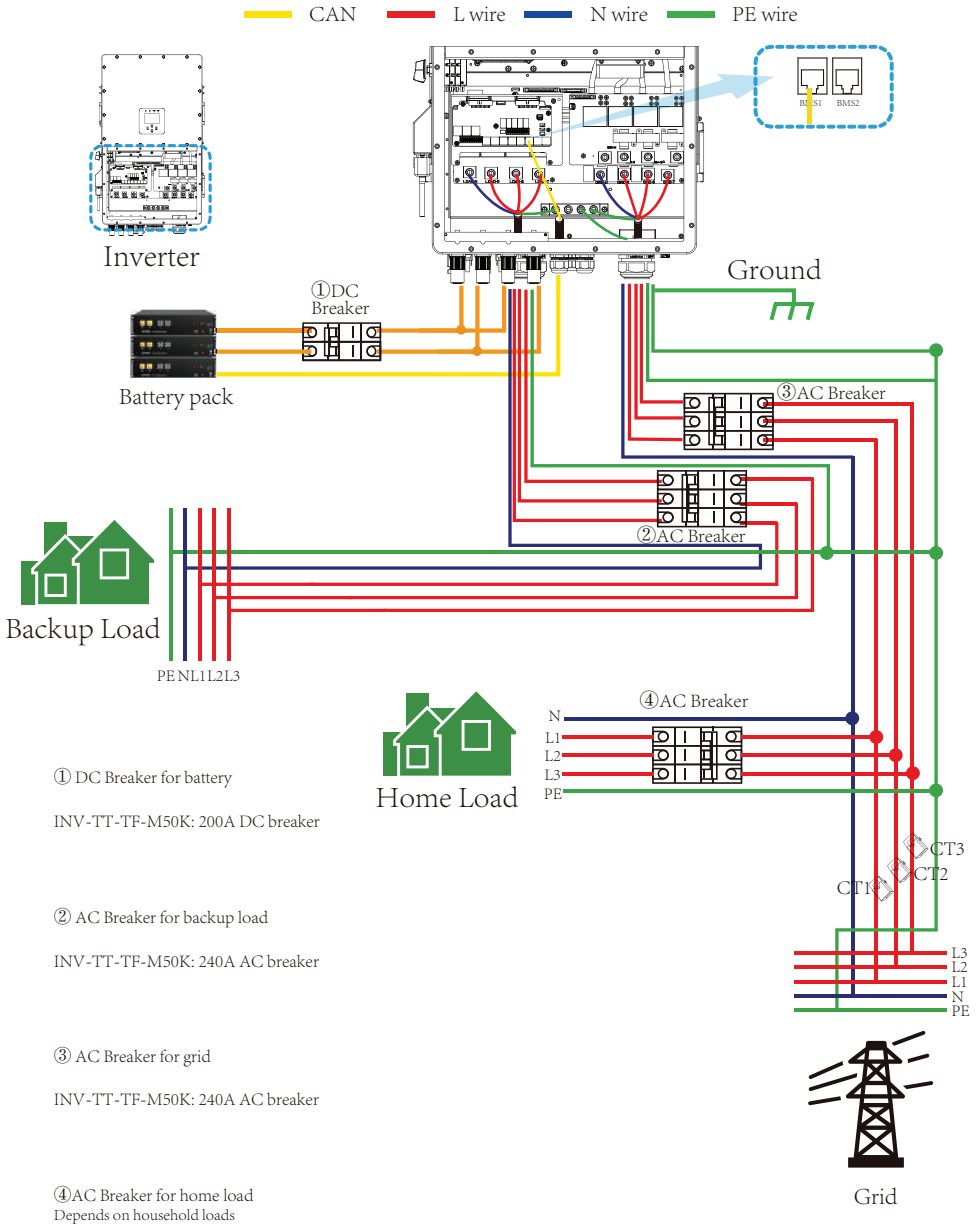 CAN L wire N wire PE wire
BMS1 BMS2
Inverter
Ground
①DC
Breaker
Battery pack
③AC Breaker
②AC Breaker
Backup Load
PE N L1 L2 L3
④AC Breaker
N
L1
L2
L3
PE
Home Load
① DC Breaker for battery
INV-TT-TF-M50K: 200A DC breaker
CT3
CT2
CT1
② AC Breaker for backup load
INV-TT-TF-M50K: 240A AC breaker
L3
L2
L1
N
PE
③ AC Breaker for grid
INV-TT-TF-M50K: 240A AC breaker
Grid
④AC Breaker for home load
Depends on household loads